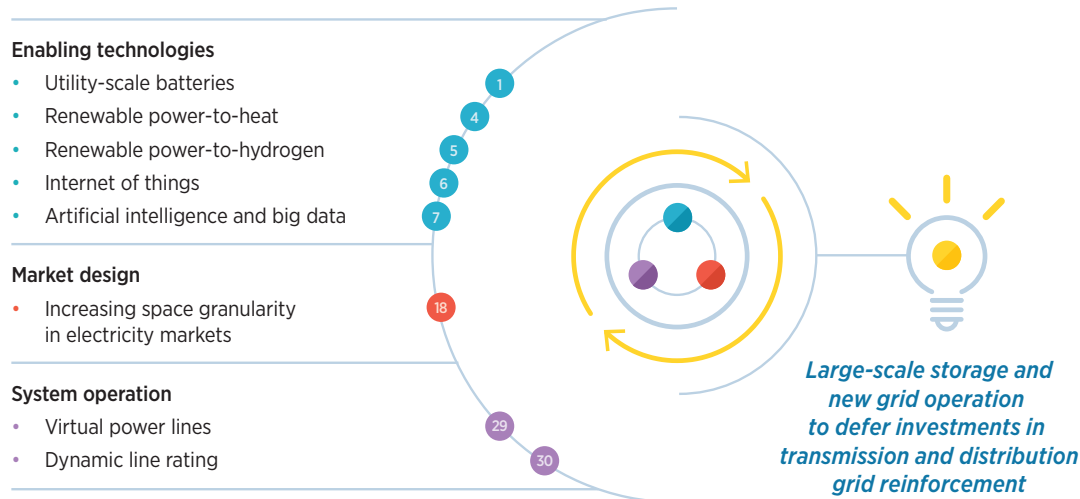 Enabling technologies
• Utility-scale batteries
1
• Renewable power-to-heat
4
• Renewable power-to-hydrogen
5
• Internet of things
6
• Artificial intelligence and big data
7
Market design
• Increasing space granularity
in electricity markets
18
System operation
• Virtual power lines
29
• Dynamic line rating
30
Large-scale storage and
new grid operation
to defer investments in
transmission and distribution
grid reinforcement